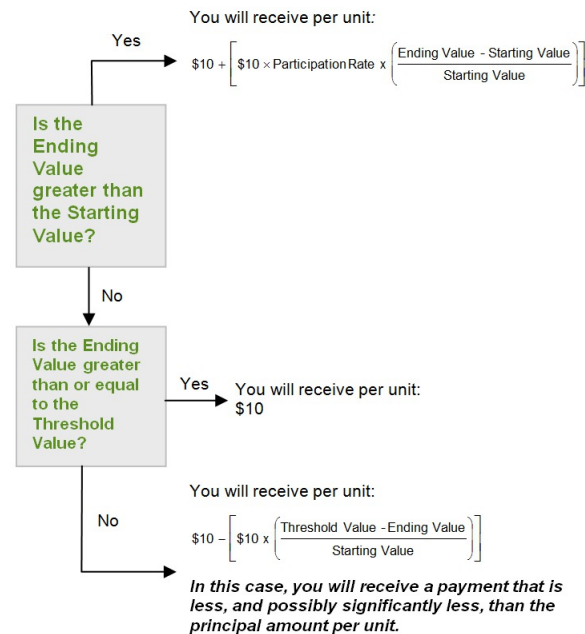 You will receive per unit:
Yes
$10 + [ $10 × Participation Rate x ( Ending Value - Starting Value / Starting Value ) ]
Is the
Ending
Value
greater than
the Starting
Value?
No
Is the Ending
Value greater
than or equal
to the
Threshold
Value?
Yes
You will receive per unit:
$10
No
You will receive per unit:
$10 – [ $10 x ( Threshold Value - Ending Value / Starting Value ) ]
In this case, you will receive a payment that is
less, and possibly significantly less, than the
principal amount per unit.